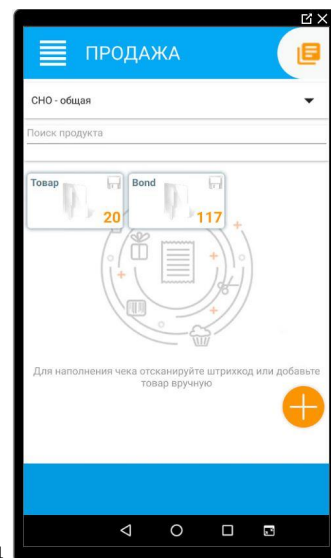 ПРОДАЖА
СНО - общая
Поиск продукта
Товар
20
Bond
117
Для наполнения чека отсканируйте штрихкод или добавьте
товар вручную